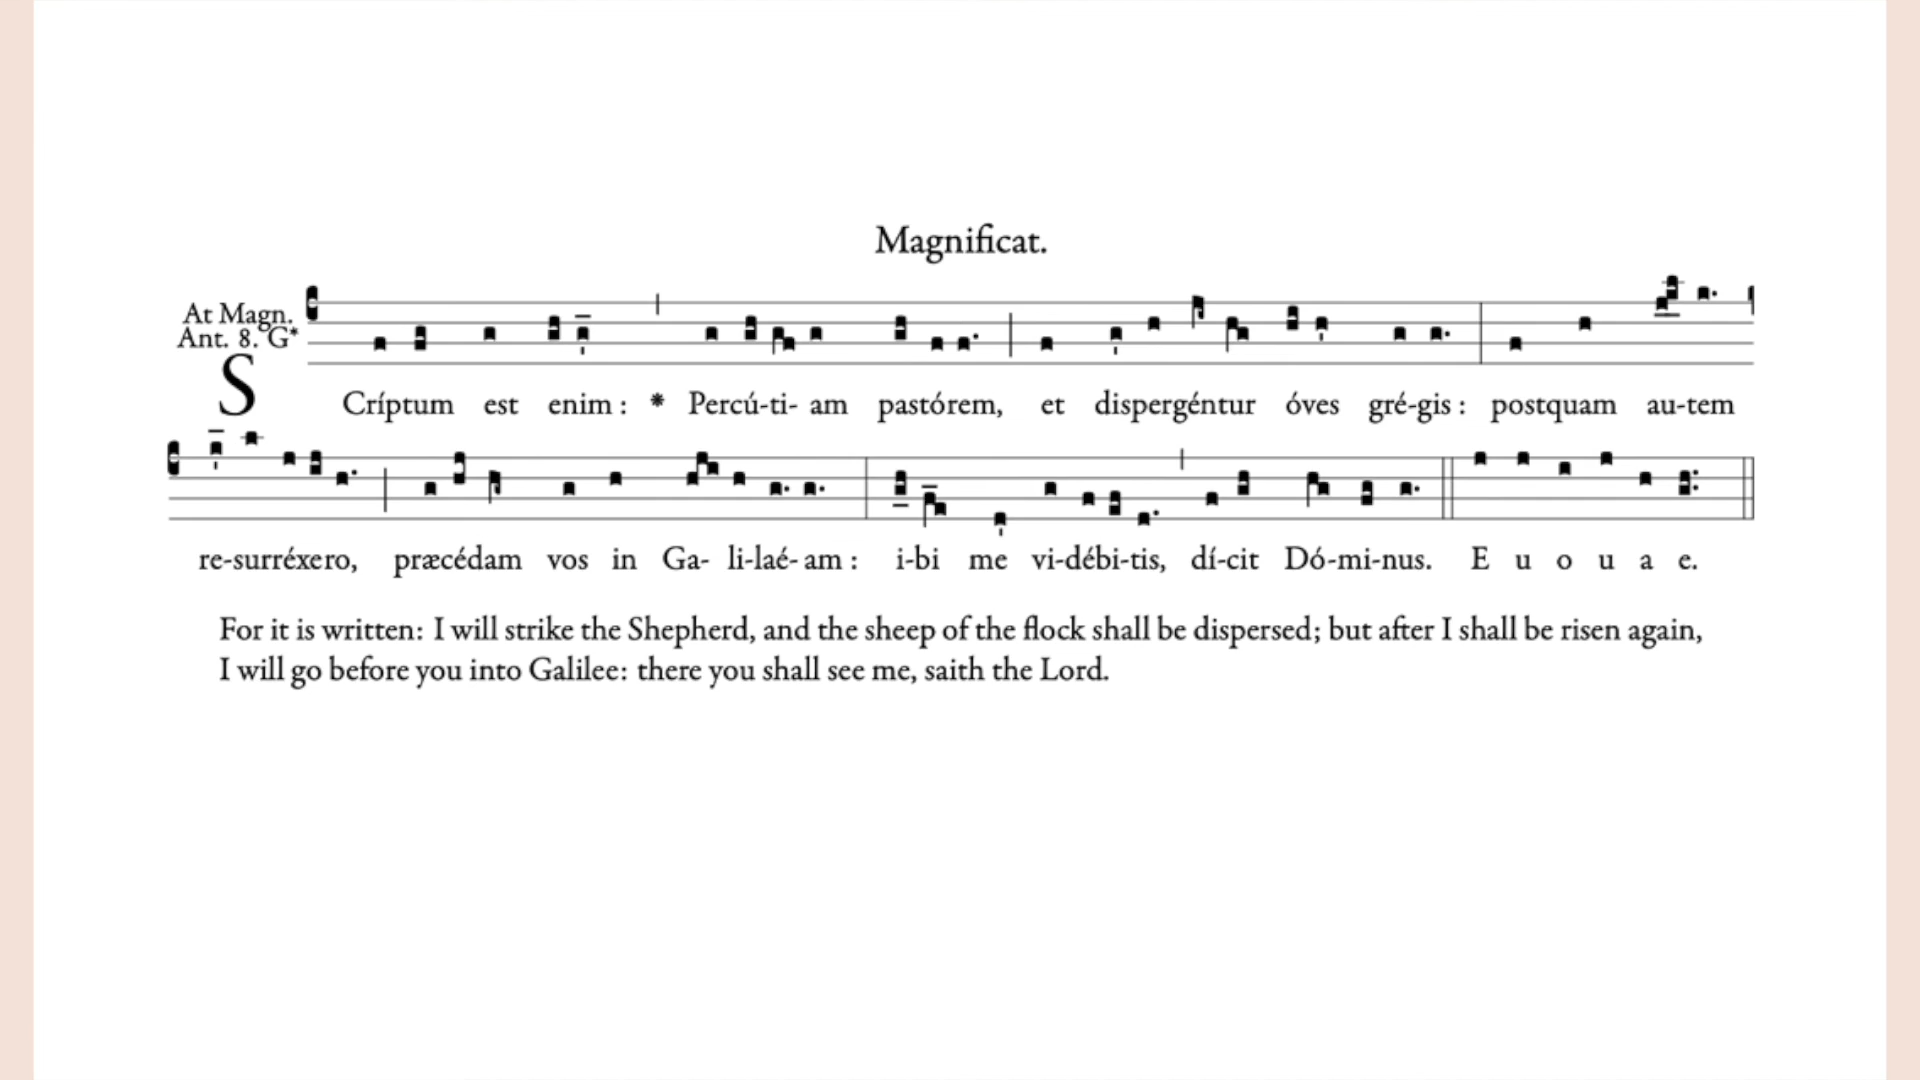 Magnificat.
At Magn.
Ant. 8. G*
SCríptum est enim : * Percú-ti- am pastórem, et dispergéntur óves gré-gis : postquam au-tem
re-surréxero, præcédam vos in Ga- li-laé- am : i-bi me vi-débi-tis, dí-cit Dó-mi-nus. E u o u a e.
For it is written: I will strike the Shepherd, and the sheep of the flock shall be dispersed; but after I shall be risen again,
I will go before you into Galilee: there you shall see me, saith the Lord.